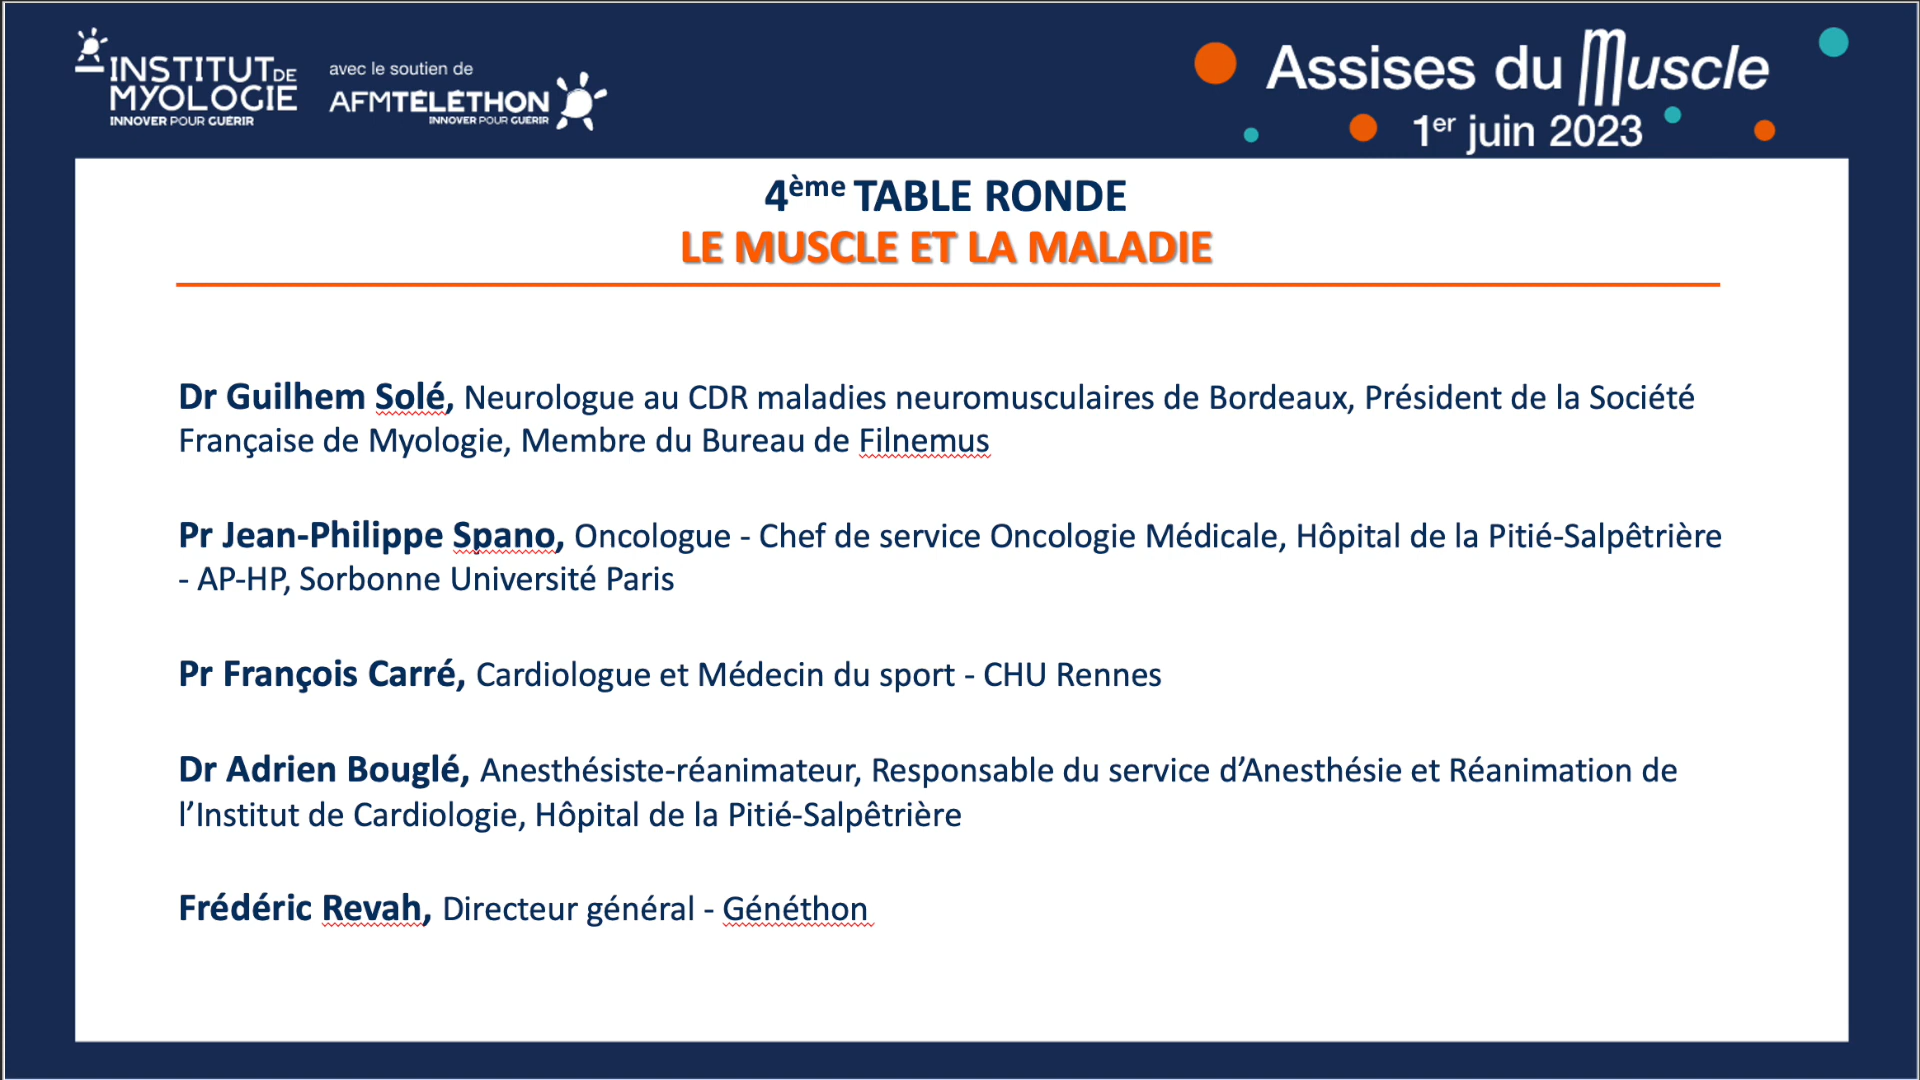 INSTITUT DE
MYOLOGIE
INNOVER POUR GUÉRIR
avec le soutien de
AFMTÉLÉTHON
INNOVER POUR GUÉRIR
Assises du Muscle
1er juin 2023
4ème TABLE RONDE
LE MUSCLE ET LA MALADIE
Dr Guilhem Solé, Neurologue au CDR maladies neuromusculaires de Bordeaux, Président de la Société
Française de Myologie, Membre du Bureau de Filnemus
Pr Jean-Philippe Spano, Oncologue - Chef de service Oncologie Médicale, Hôpital de la Pitié-Salpêtrière
- AP-HP, Sorbonne Université Paris
Pr François Carré, Cardiologue et Médecin du sport - CHU Rennes
Dr Adrien Bouglé, Anesthésiste-réanimateur, Responsable du service d’Anesthésie et Réanimation de
l’Institut de Cardiologie, Hôpital de la Pitié-Salpêtrière
Frédéric Revah, Directeur général - Généthon